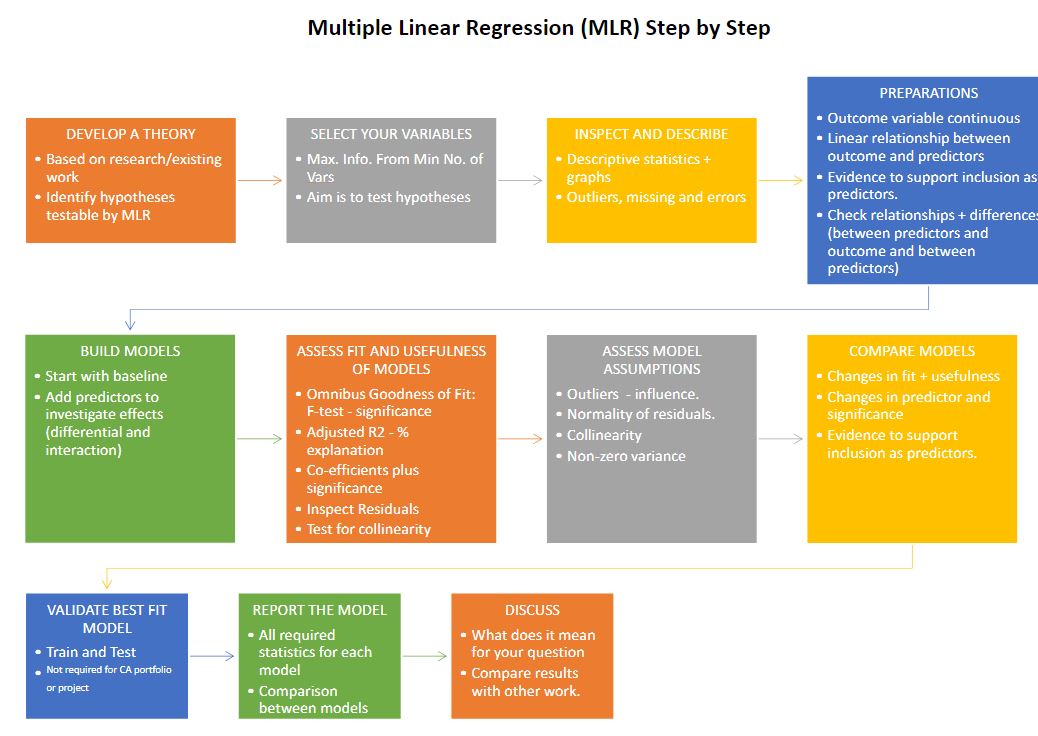 Multiple Linear Regression (MLR) Step by Step
DEVELOP A THEORY
• Based on research/existing
work
• Identify hypotheses
testable by MLR
SELECT YOUR VARIABLES
• Max. Info. From Min No. of
Vars
• Aim is to test hypotheses
INSPECT AND DESCRIBE
• Descriptive statistics +
graphs
• Outliers, missing and errors
PREPARATIONS
• Outcome variable continuous
• Linear relationship between
outcome and predictors
• Evidence to support inclusion as
predictors.
• Check relationships + differences
(between predictors and
outcome and between
predictors)
BUILD MODELS
• Start with baseline
• Add predictors to
investigate effects
(differential and
interaction)
ASSESS FIT AND USEFULNESS
OF MODELS
• Omnibus Goodness of Fit:
F-test - significance
• Adjusted R2 - %
explanation
• Co-efficients plus
significance
• Inspect Residuals
• Test for collinearity
ASSESS MODEL
ASSUMPTIONS
• Outliers - influence.
• Normality of residuals.
• Collinearity
• Non-zero variance
COMPARE MODELS
• Changes in fit + usefulness
• Changes in predictor and
significance
• Evidence to support
inclusion as predictors.
VALIDATE BEST FIT
MODEL
• Train and Test
• Not required for CA portfolio
or project
REPORT THE MODEL
• All required
statistics for each
model
• Comparison
between models
DISCUSS
• What does it mean
for your question
• Compare results
with other work.